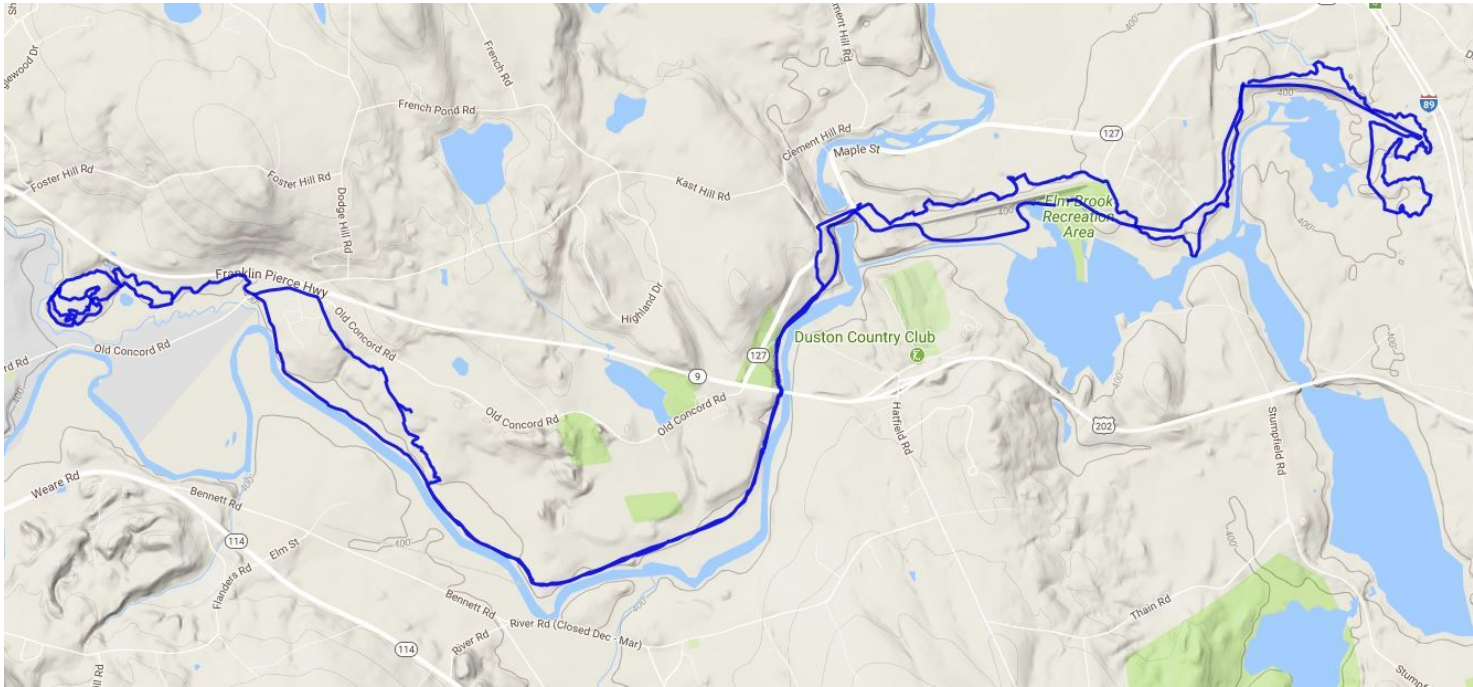 400'
Clement Hill Rd
French Rd
French Pond Rd
127
Clement Hill Rd
Maple St
89
400'
Foster Hill Rd
Foster Hill Rd
Dodge Hill Rd
Kast Hill Rd
400'
Elm Brook
Recreation
Area
Franklin Pierce Hwy
Highland Dr
Old Concord Rd
Old Concord Rd
Duston Country Club
127
9
Old Concord Rd
Old Concord Rd
Hatfield Rd
202
Stumpfield Rd
400'
Weare Rd
Bennett Rd
400'
114
Elm St
400'
Flanders Rd
Bennett Rd
River Rd (Closed Dec - Mar)
River Rd
400'
Thain Rd
114